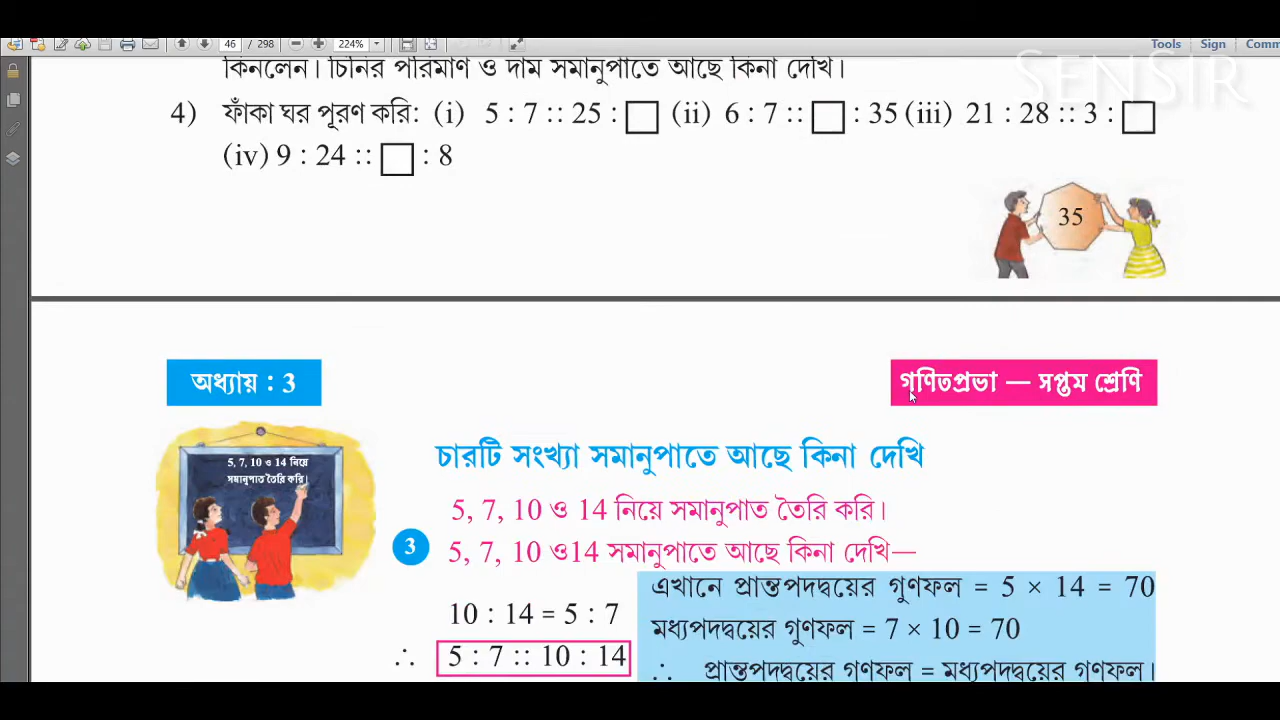 46 / 298
224%
Tools Sign Comm
SENSIR
কিনলেন। চিনির পরিমাণ ও দাম সমানুপাতে আছে কিনা দেখি।
4) ফাঁকা ঘর পূরণ করি: (i) 5 : 7 :: 25 : □ (ii) 6 : 7 :: □ : 35 (iii) 21 : 28 :: 3 : □
(iv) 9 : 24 :: □ : 8
35
অধ্যায় : 3
গণিতপ্রভা — সপ্তম শ্রেণি
5, 7, 10 ও 14 নিয়ে
সমানুপাত তৈরি করি।
চারটি সংখ্যা সমানুপাতে আছে কিনা দেখি
5, 7, 10 ও 14 নিয়ে সমানুপাত তৈরি করি।
3 5, 7, 10 ও14 সমানুপাতে আছে কিনা দেখি—
10 : 14 = 5 : 7
∴ 5 : 7 :: 10 : 14
এখানে প্রান্তপদদ্বয়ের গুণফল = 5 × 14 = 70
মধ্যপদদ্বয়ের গুণফল = 7 × 10 = 70
∴ প্রান্তপদদ্বয়ের গুণফল = মধ্যপদদ্বয়ের গুণফল।